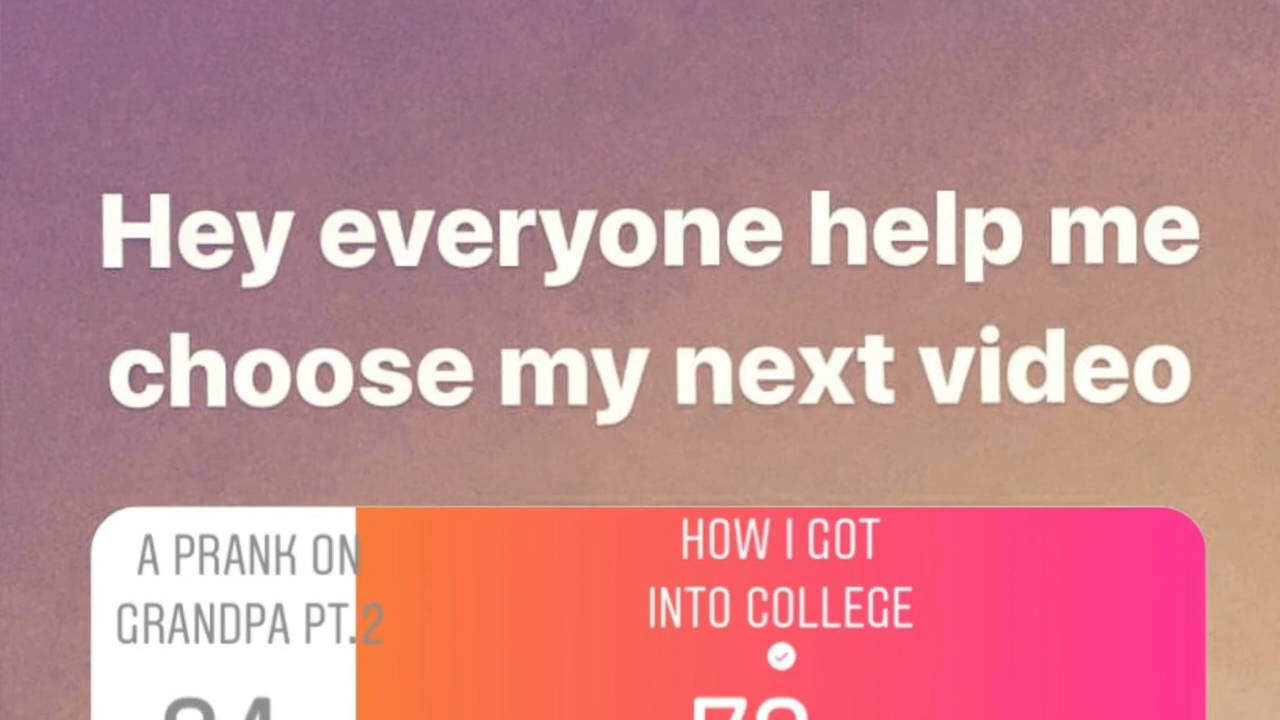 Hey everyone help me
choose my next video
A PRANK ON
GRANDPA PT.2
HOW I GOT
INTO COLLEGE